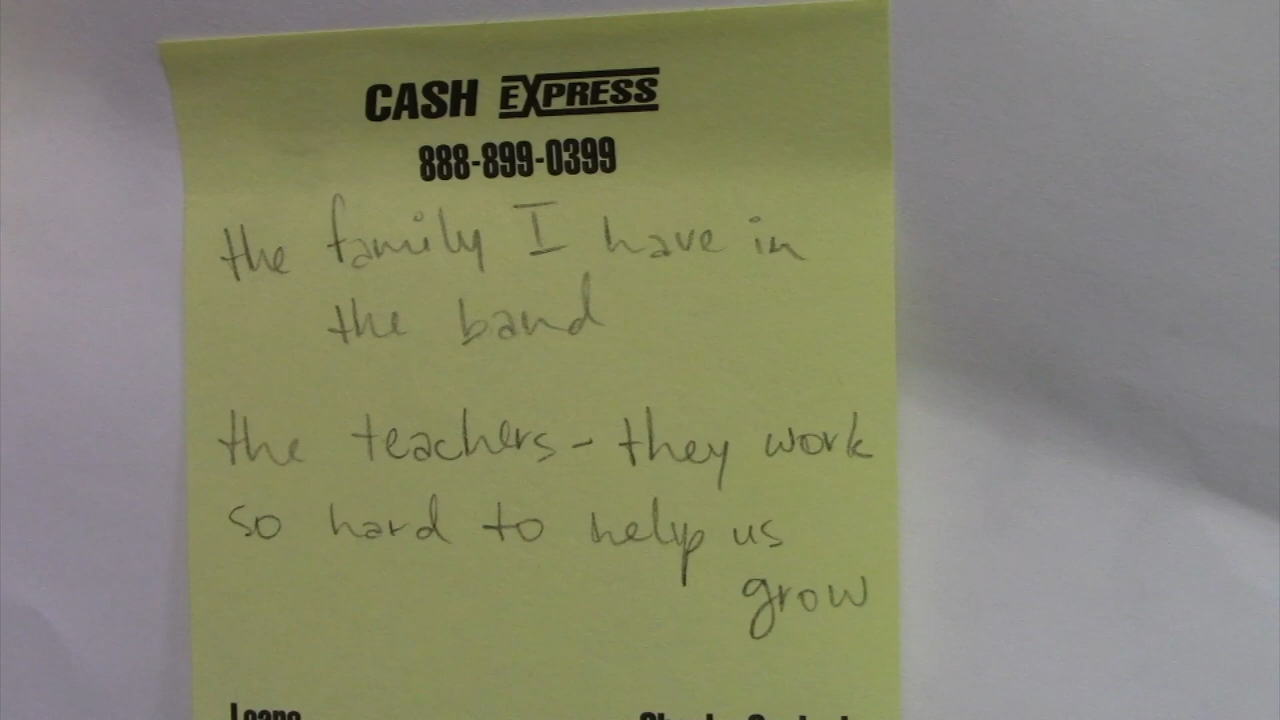 CASH EXPRESS
888-899-0399
the family I have in
the band
the teachers - they work
so hard to help us
grow
Loans